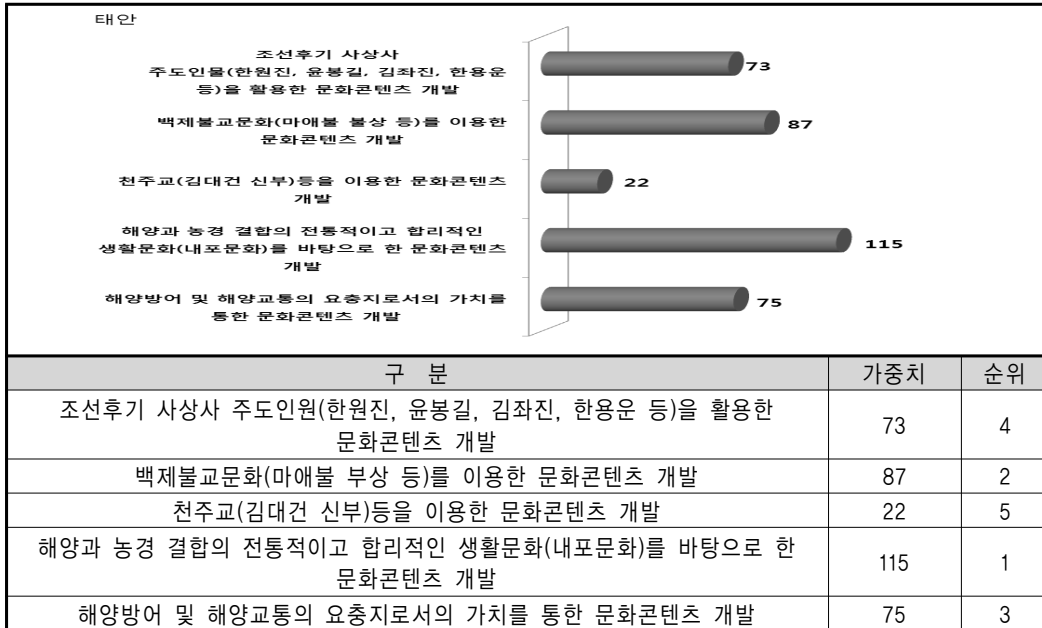 태안
조선후기 사상사
주도인물(한원진, 윤봉길, 김좌진, 한용운
등)을 활용한 문화콘텐츠 개발
73
백제불교문화(마애불 불상 등)를 이용한
문화콘텐츠 개발
87
천주교(김대건 신부)등을 이용한 문화콘텐츠
개발
22
해양과 농경 결합의 전통적이고 합리적인
생활문화(내포문화)를 바탕으로 한 문화콘텐츠
개발
115
해양방어 및 해양교통의 요충지로서의 가치를
통한 문화콘텐츠 개발
75
구 분 가중치 순위
조선후기 사상사 주도인원(한원진, 윤봉길, 김좌진, 한용운 등)을 활용한
문화콘텐츠 개발
73 4
백제불교문화(마애불 부상 등)를 이용한 문화콘텐츠 개발 87 2
천주교(김대건 신부)등을 이용한 문화콘텐츠 개발 22 5
해양과 농경 결합의 전통적이고 합리적인 생활문화(내포문화)를 바탕으로 한
문화콘텐츠 개발
115 1
해양방어 및 해양교통의 요충지로서의 가치를 통한 문화콘텐츠 개발 75 3